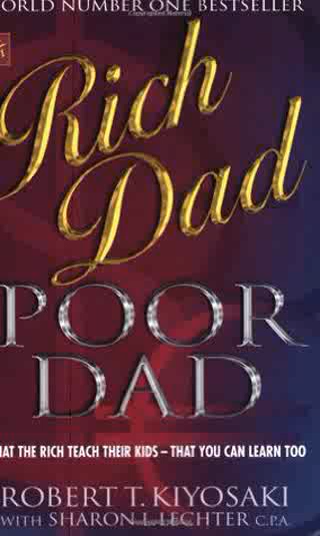 ORLD NUMBER ONE BESTSELLER
Rich
Dad
POOR
DAD
HAT THE RICH TEACH THEIR KIDS – THAT YOU CAN LEARN TOO
ROBERT T. KIYOSAKI
WITH SHARON L. LECHTER C.P.A.